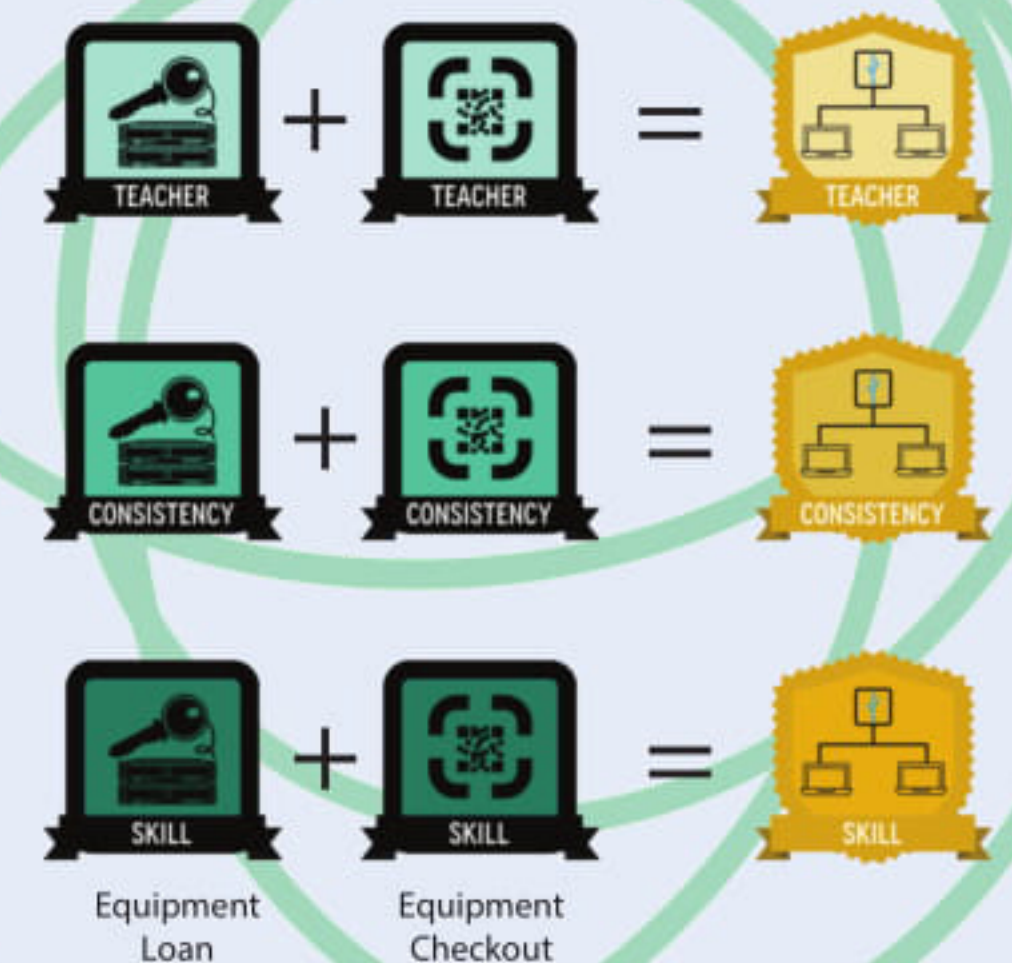 TEACHER + TEACHER = TEACHER
CONSISTENCY + CONSISTENCY = CONSISTENCY
SKILL + SKILL = SKILL
Equipment
Loan
Equipment
Checkout